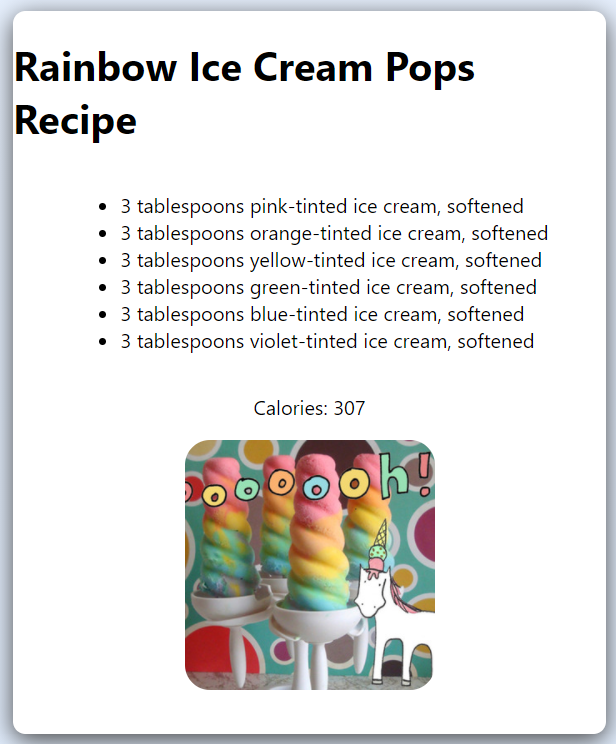 Rainbow Ice Cream Pops
Recipe
3 tablespoons pink-tinted ice cream, softened
3 tablespoons orange-tinted ice cream, softened
3 tablespoons yellow-tinted ice cream, softened
3 tablespoons green-tinted ice cream, softened
3 tablespoons blue-tinted ice cream, softened
3 tablespoons violet-tinted ice cream, softened
Calories: 307
oooooooh!